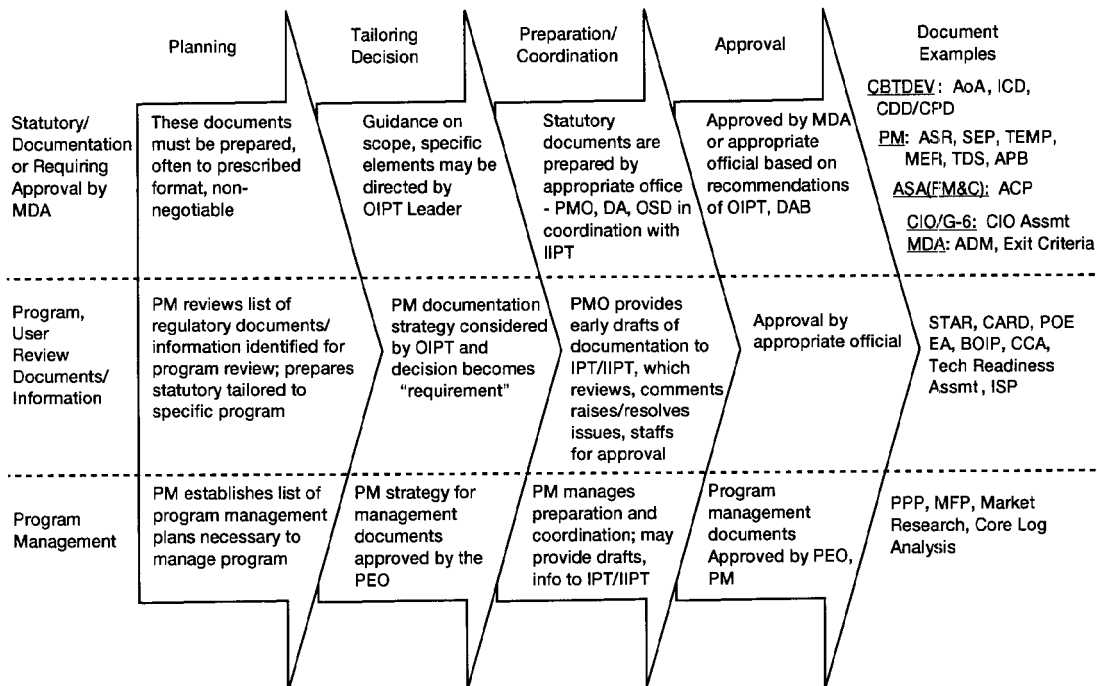 Planning
Tailoring
Decision
Preparation/
Coordination
Approval
Document
Examples
Statutory/
Documentation
or Requiring
Approval by
MDA
These documents
must be prepared,
often to prescribed
format, non-
negotiable
Guidance on
scope, specific
elements may be
directed by
OIPT Leader
Statutory
documents are
prepared by
appropriate office
- PMO, DA, OSD in
coordination with
IIPT
Approved by MDA
or appropriate
official based on
recommendations
of OIPT, DAB
CBTDEV: AoA, ICD,
CDD/CPD
PM: ASR, SEP, TEMP,
MER, TDS, APB
ASA(FM&C): ACP
CIO/G-6: CIO Assmt
MDA: ADM, Exit Criteria
Program,
User
Review
Documents/
Information
PM reviews list of
regulatory documents/
information identified for
program review; prepares
statutory tailored to
specific program
PM documentation
strategy considered
by OIPT and
decision becomes
"requirement"
PMO provides
early drafts of
documentation to
IPT/IIPT, which
reviews, comments
raises/resolves
issues, staffs
for approval
Approval by
appropriate official
STAR, CARD, POE
EA, BOIP, CCA,
Tech Readiness
Assmt, ISP
Program
Management
PM establishes list of
program management
plans necessary to
manage program
PM strategy for
management
documents
approved by the
PEO
PM manages
preparation and
coordination; may
provide drafts,
info to IPT/IIPT
Program
management
documents
Approved by PEO,
PM
PPP, MFP, Market
Research, Core Log
Analysis